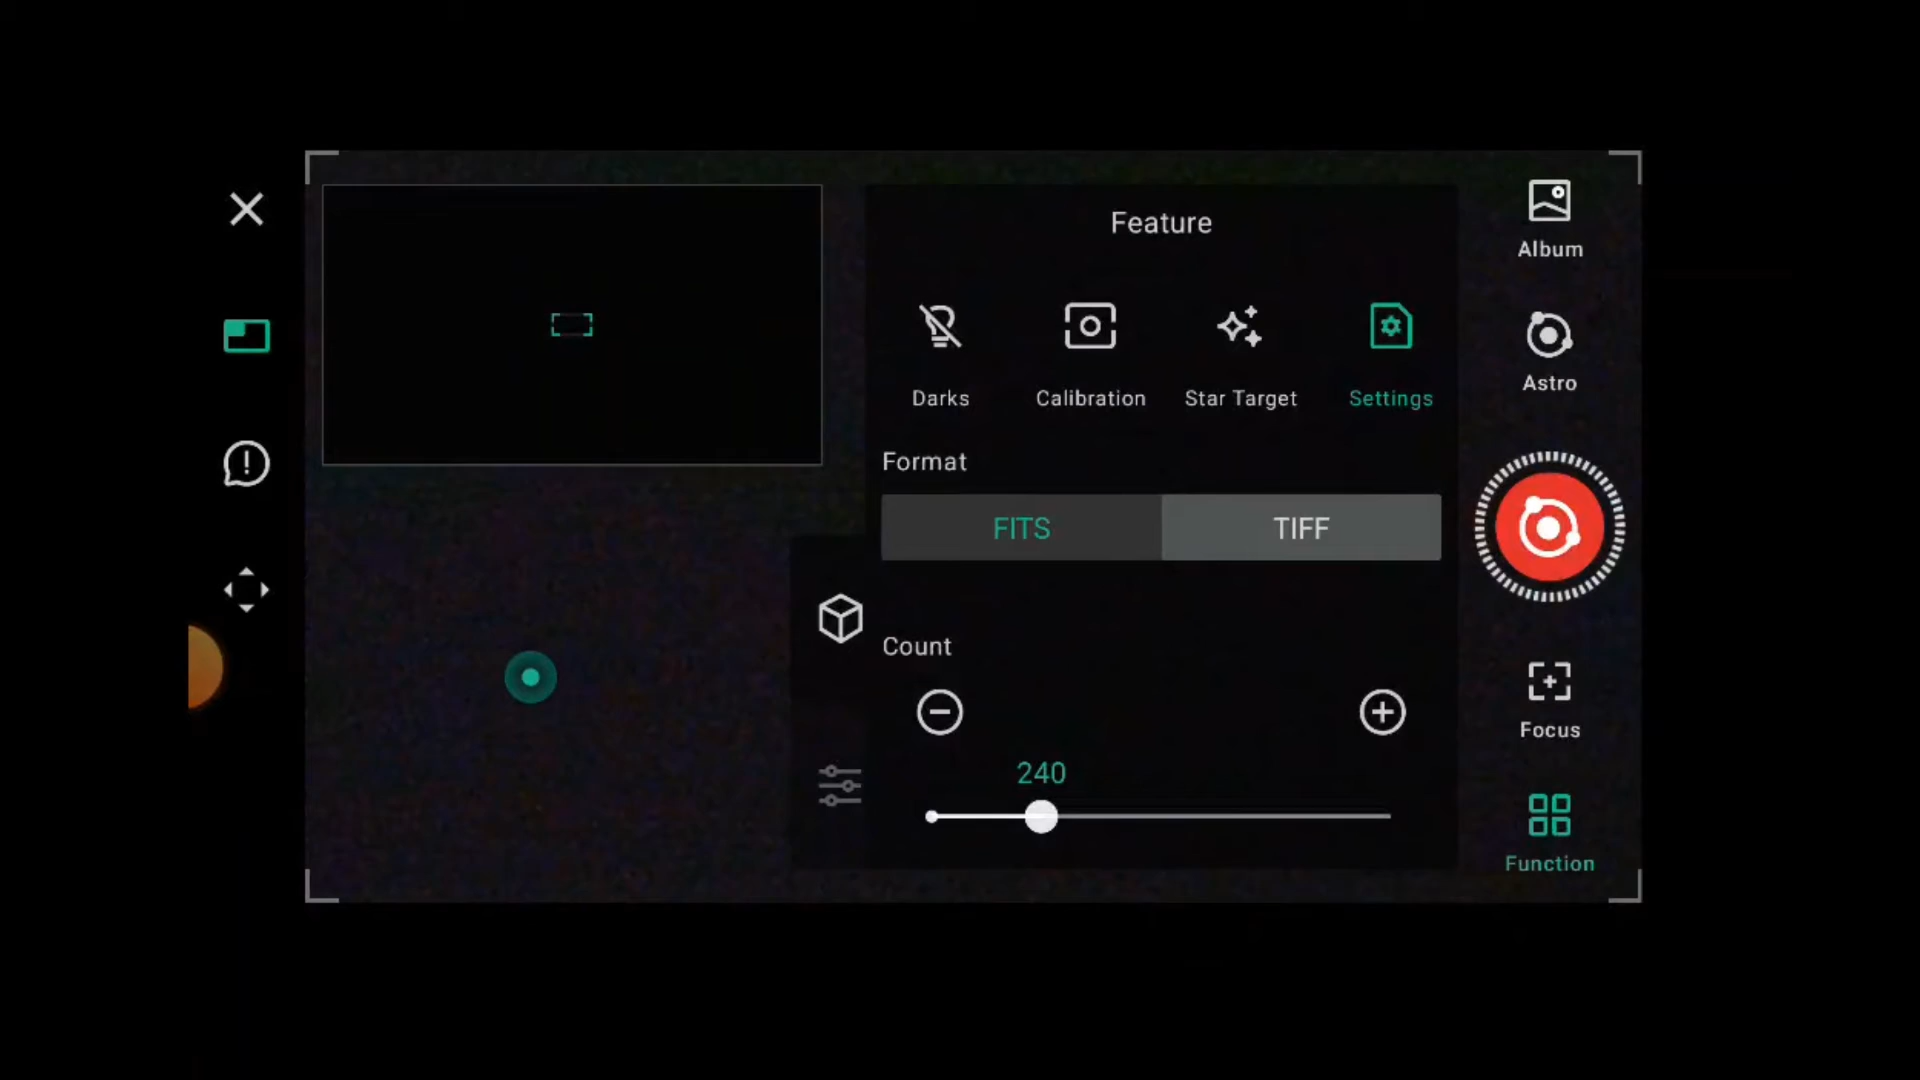 Feature
Album
Darks
Calibration
Star Target
Settings
Astro
Format
FITS
TIFF
Count
240
Focus
Function